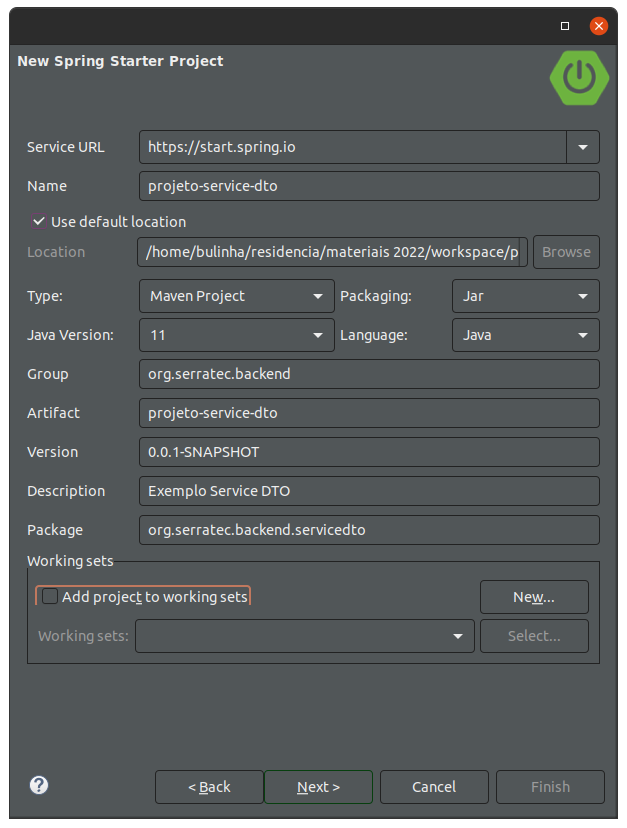 New Spring Starter Project
Service URL https://start.spring.io
Name projeto-service-dto
Use default location
Location /home/bulinha/residencia/materiais 2022/workspace/p Browse
Type: Maven Project Packaging: Jar
Java Version: 11 Language: Java
Group org.serratec.backend
Artifact projeto-service-dto
Version 0.0.1-SNAPSHOT
Description Exemplo Service DTO
Package org.serratec.backend.servicedto
Working sets
Add project to working sets New...
Working sets: Select...
? < Back Next > Cancel Finish